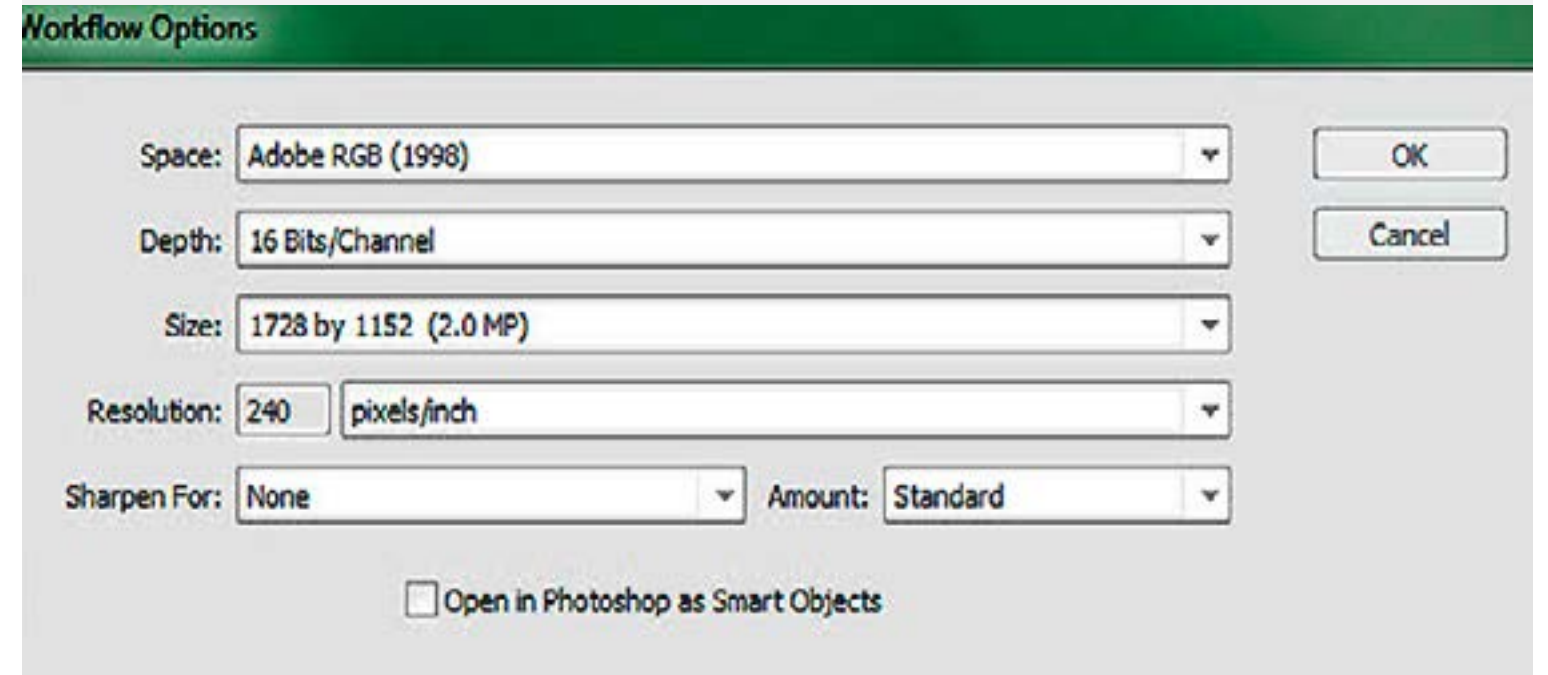 Workflow Options
Space: Adobe RGB (1998)
OK
Depth: 16 Bits/Channel
Cancel
Size: 1728 by 1152 (2.0 MP)
Resolution: 240 pixels/inch
Sharpen For: None Amount: Standard
Open in Photoshop as Smart Objects